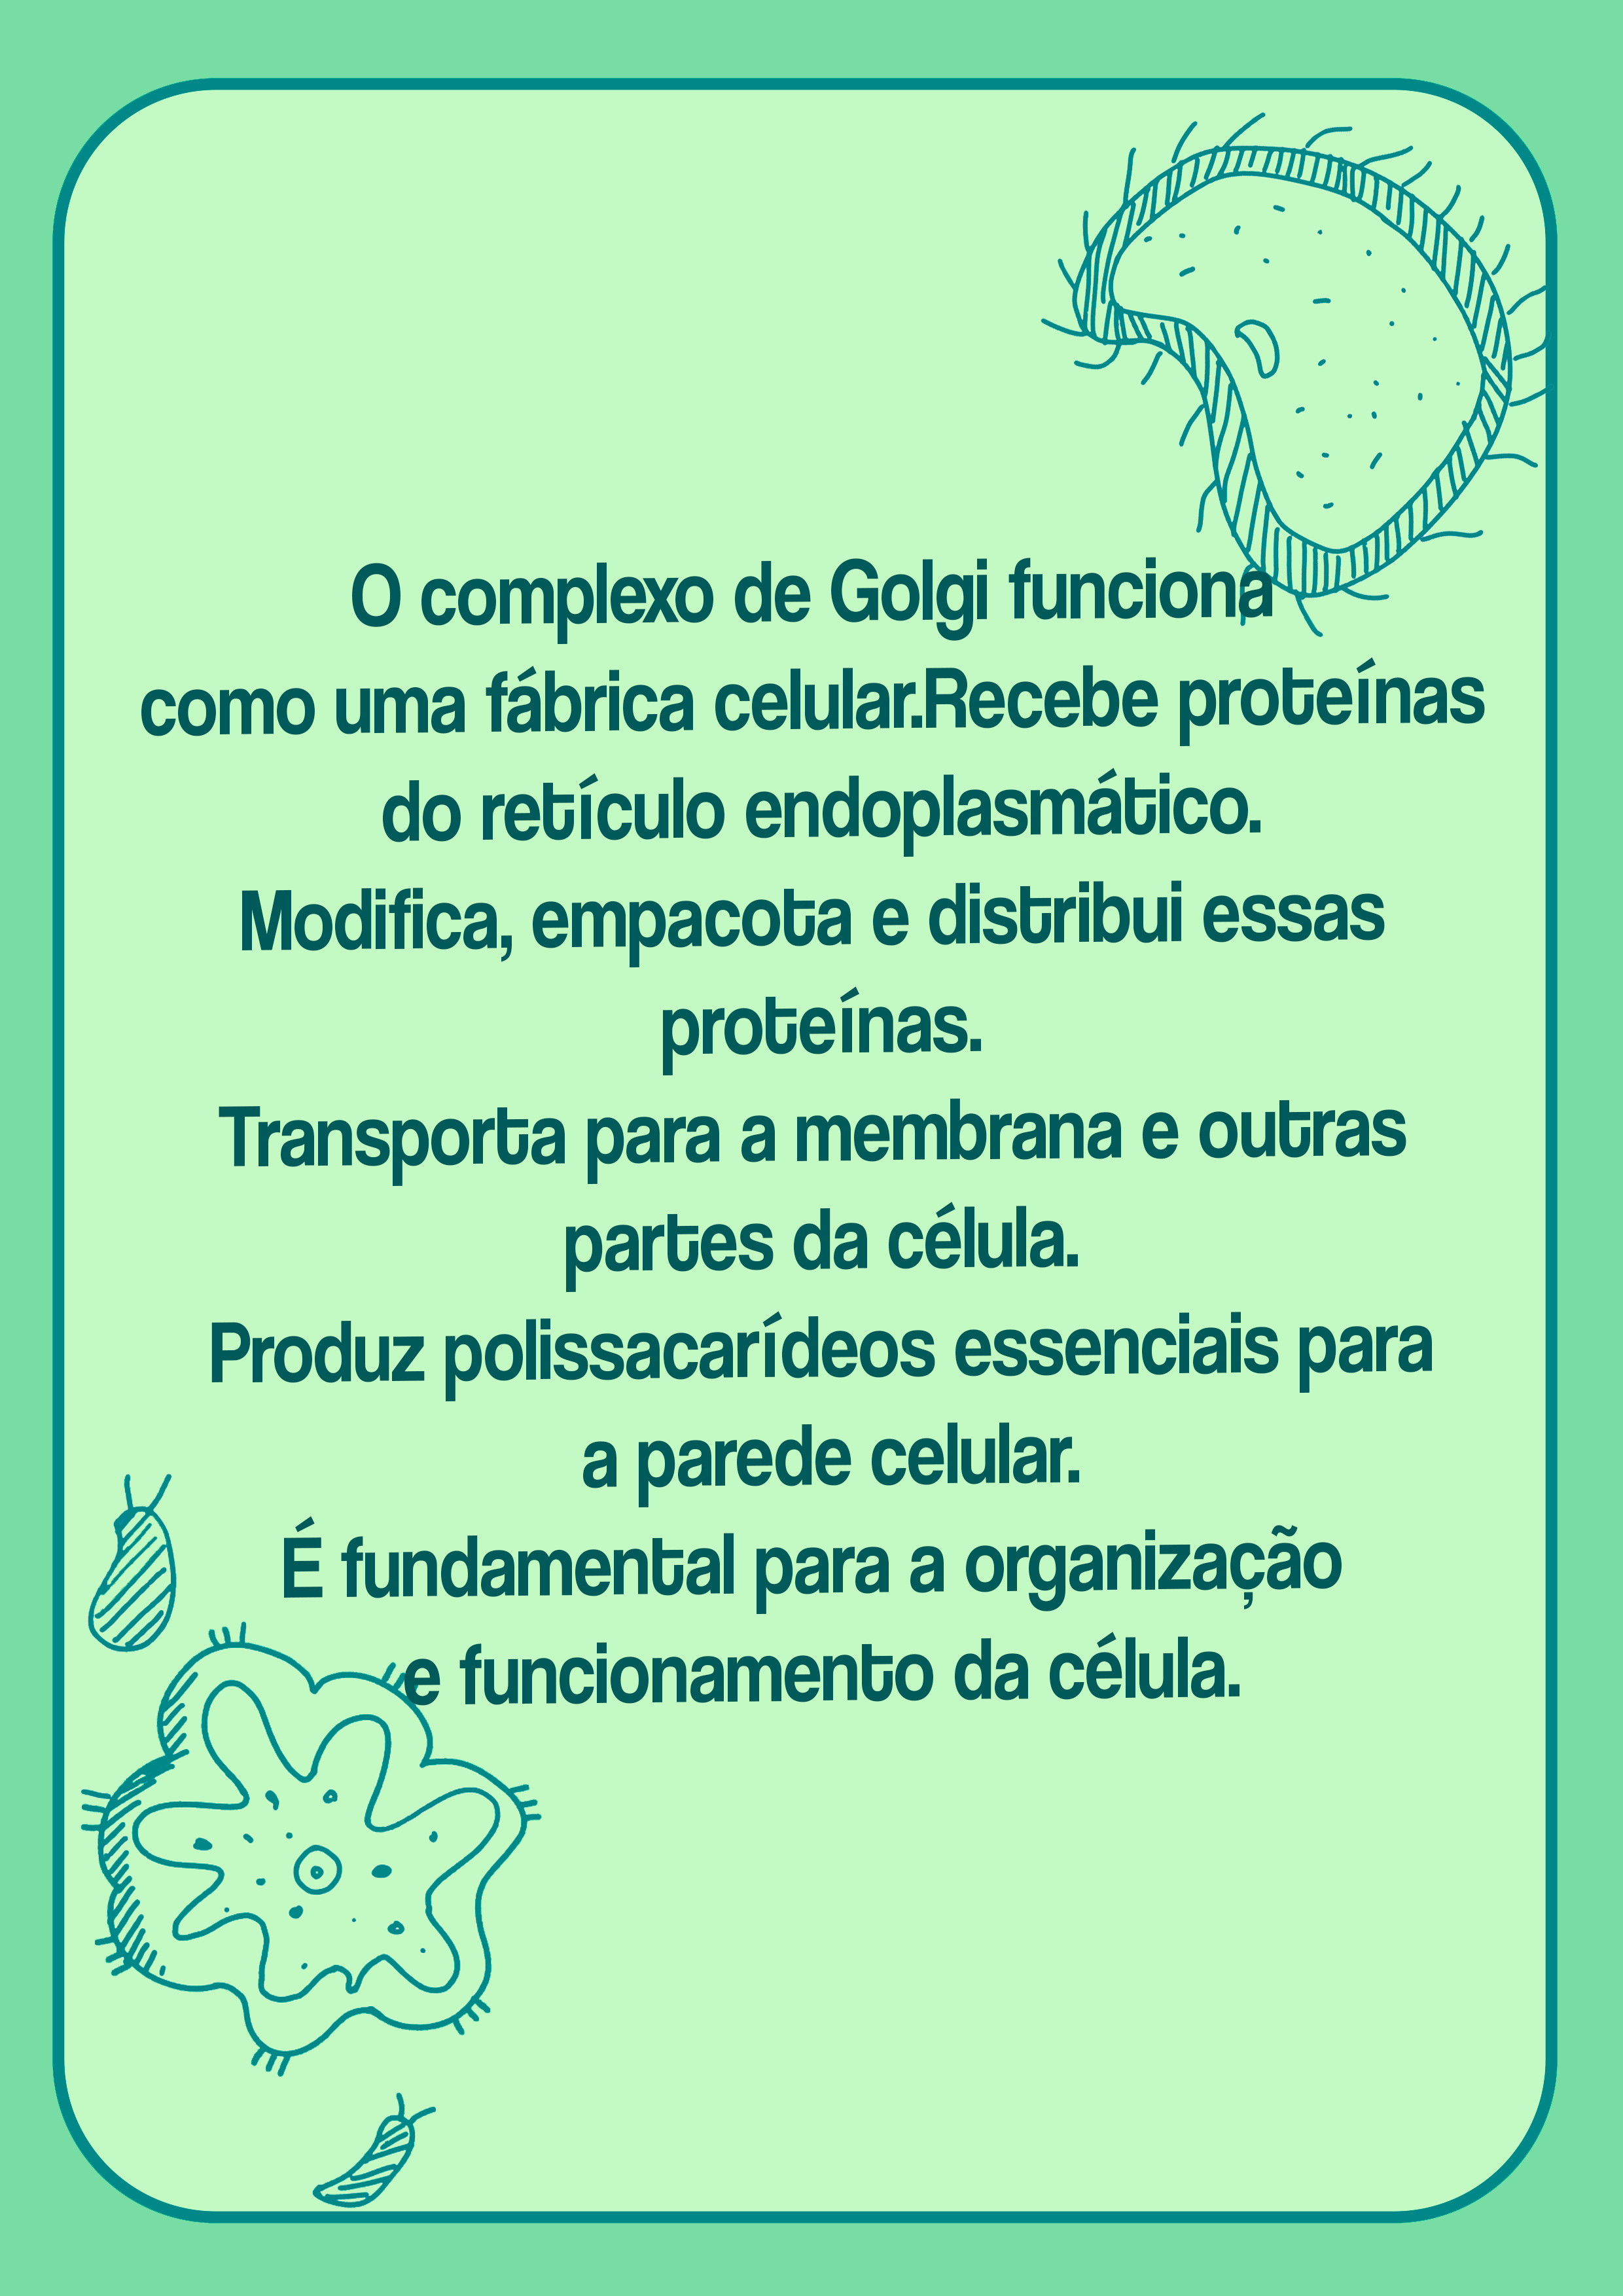 O complexo de Golgi funciona
como uma fábrica celular.Recebe proteínas
do retículo endoplasmático.
Modifica, empacota e distribui essas
proteínas.
Transporta para a membrana e outras
partes da célula.
Produz polissacarídeos essenciais para
a parede celular.
É fundamental para a organização
e funcionamento da célula.